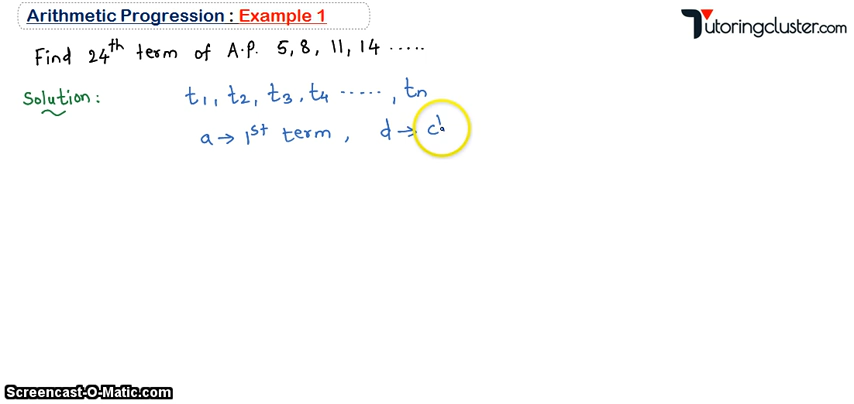 Arithmetic Progression : Example 1
Tutoringcluster.com
Find 24th term of A.P. 5, 8, 11, 14 .....
Solution : t1, t2, t3, t4 ....., tn
a → 1st term, d →
Screencast-O-Matic.com